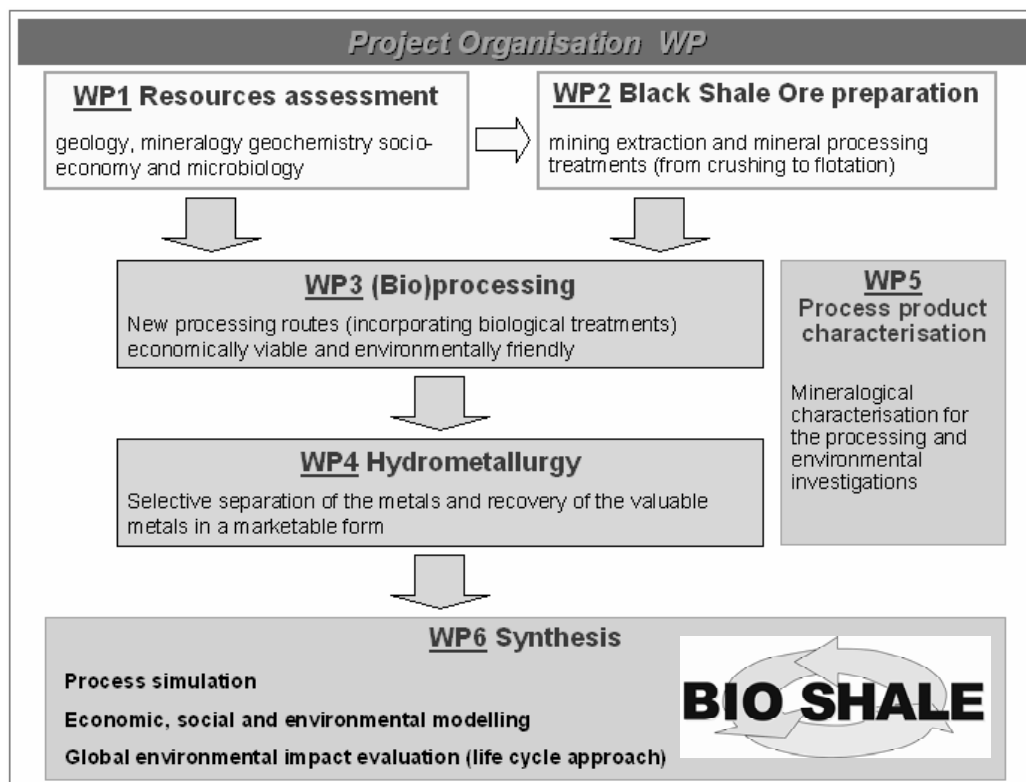 Project Organisation WP
WP1 Resources assessment
geology, mineralogy geochemistry socio-
economy and microbiology
WP2 Black Shale Ore preparation
mining extraction and mineral processing
treatments (from crushing to flotation)
WP3 (Bio)processing
New processing routes (incorporating biological treatments)
economically viable and environmentally friendly
WP4 Hydrometallurgy
Selective separation of the metals and recovery of the valuable
metals in a marketable form
WP5
Process product
characterisation
Mineralogical
characterisation for
the processing and
environmental
investigations
WP6 Synthesis
Process simulation
Economic, social and environmental modelling
Global environmental impact evaluation (life cycle approach)
BIO SHALE